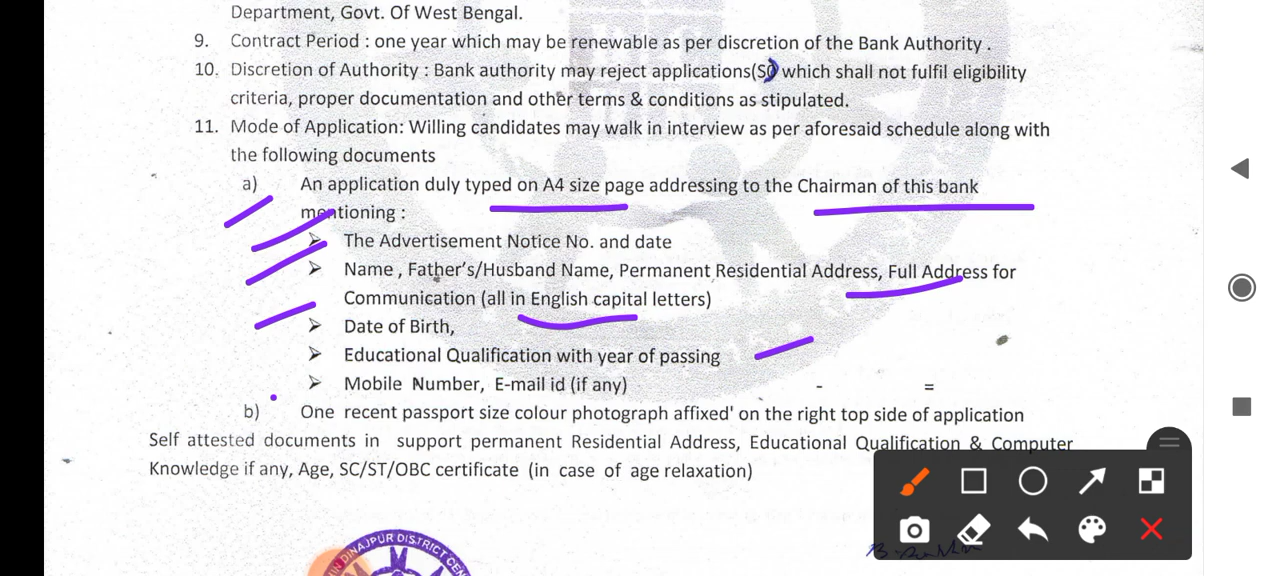 Department, Govt. Of West Bengal.
9. Contract Period : one year which may be renewable as per discretion of the Bank Authority .
10. Discretion of Authority : Bank authority may reject applications(S) which shall not fulfil eligibility
criteria, proper documentation and other terms & conditions as stipulated.
11. Mode of Application: Willing candidates may walk in interview as per aforesaid schedule along with
the following documents
a) An application duly typed on A4 size page addressing to the Chairman of this bank
mentioning :
➢ The Advertisement Notice No. and date
➢ Name , Father's/Husband Name, Permanent Residential Address, Full Address for
Communication (all in English capital letters)
➢ Date of Birth,
➢ Educational Qualification with year of passing
➢ Mobile Number, E-mail id (if any)
b) One recent passport size colour photograph affixed' on the right top side of application
Self attested documents in support permanent Residential Address, Educational Qualification & Computer
Knowledge if any, Age, SC/ST/OBC certificate (in case of age relaxation)
DINAJPUR DISTRICT